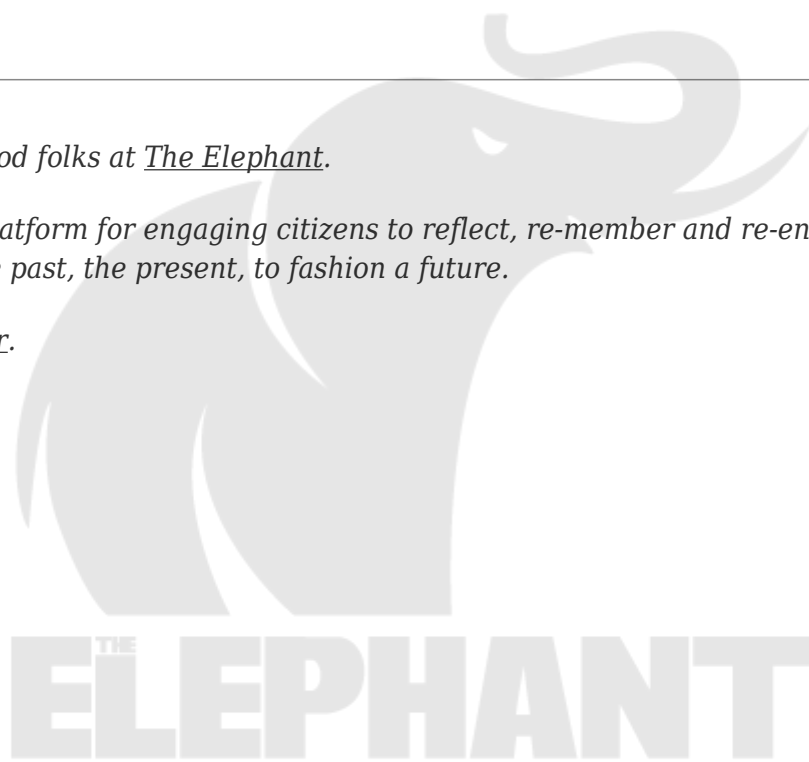 od folks at The Elephant.
atform for engaging citizens to reflect, re-member and re-en
past, the present, to fashion a future.
r.
THE
ELEPHANT